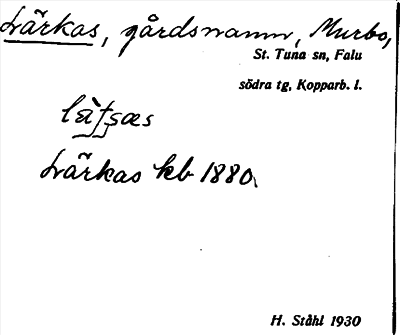 Lärkas, gårdsnamn, Murbo,
St. Tuna sn, Falu
södra tg, Kopparb. l.
Lärkas kb 1880.
H. Ståhl 1930